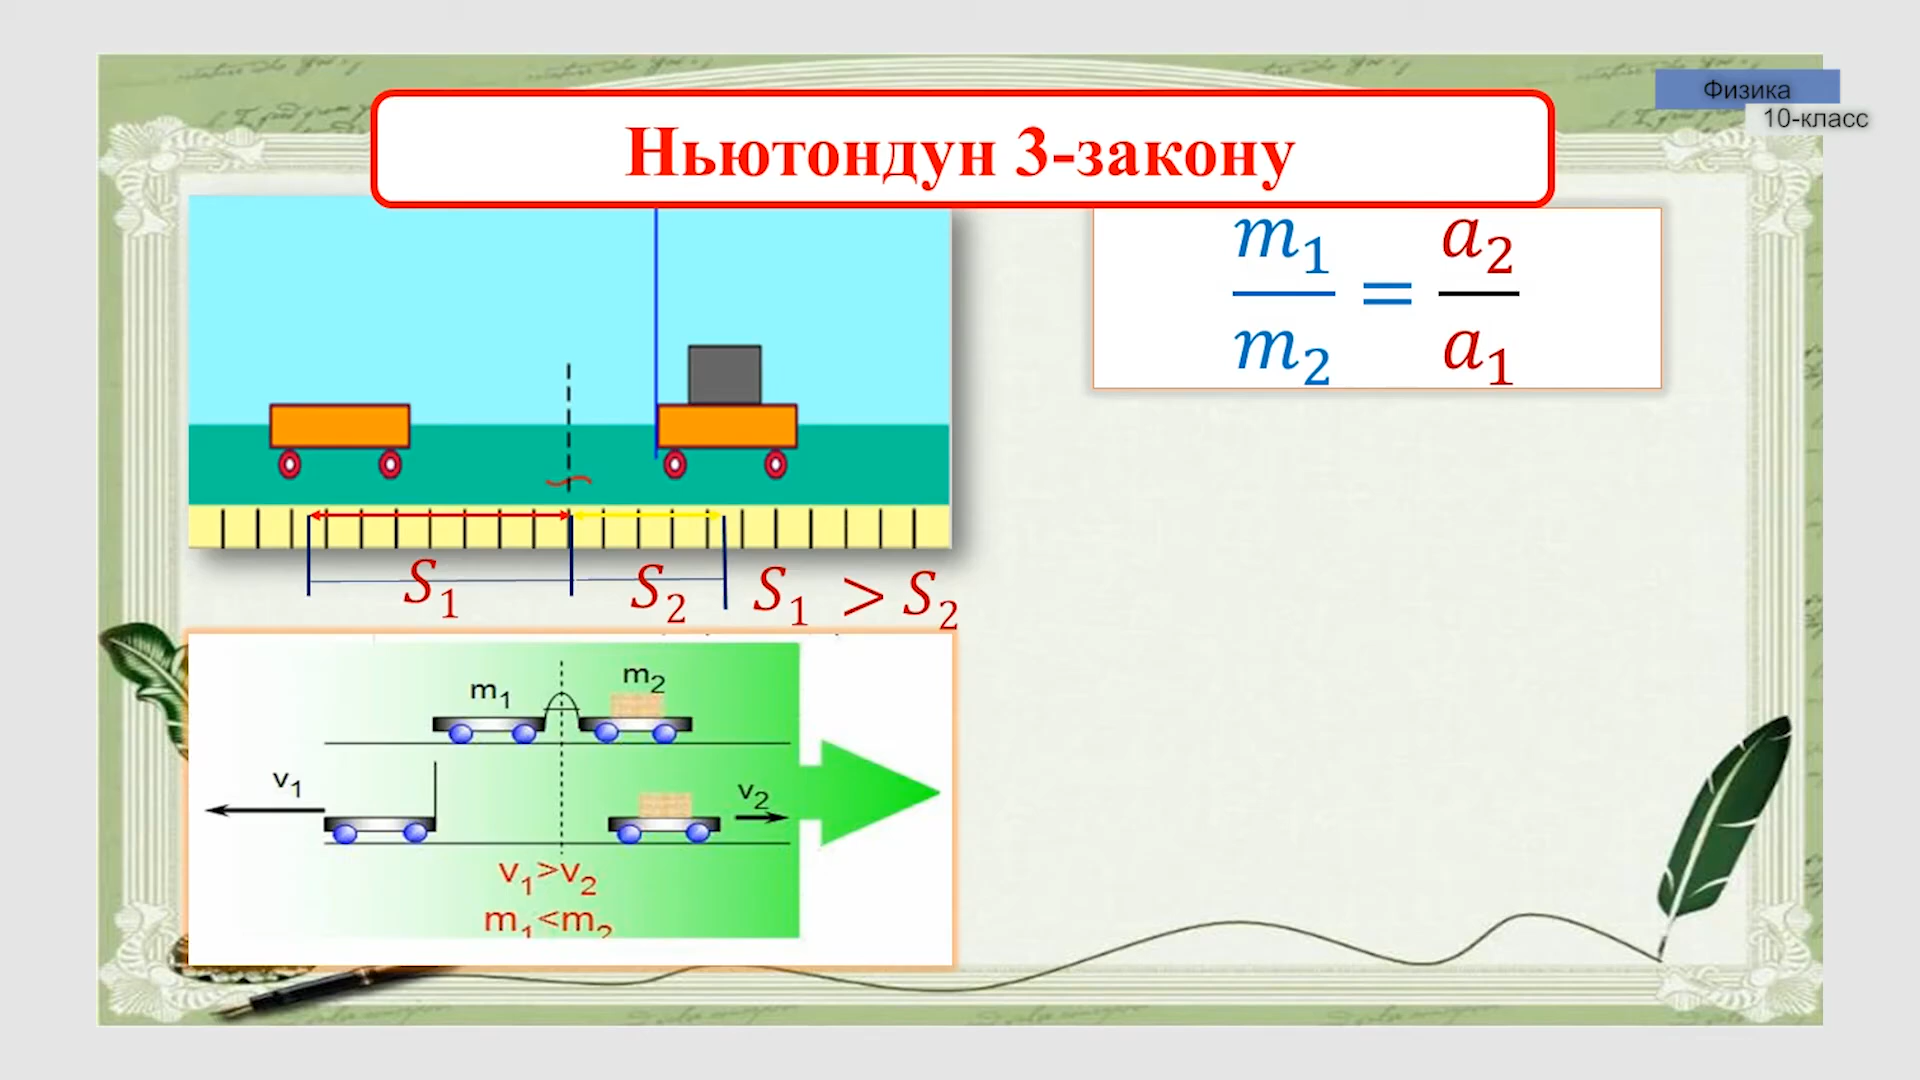 Физика
10-класс
Ньютондун 3-закону
m₁/m₂ = a₂/a₁
S₁ S₂ S₁ > S₂
m₁ m₂
v₁ v₂
v₁>v₂
m₁<m₂